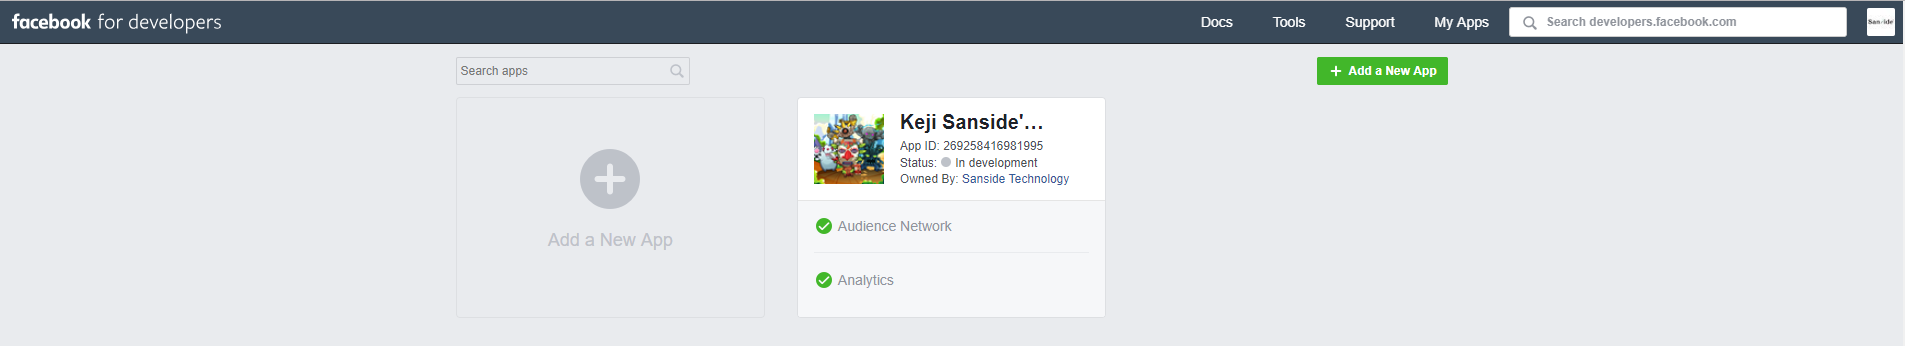 facebook for developers
Docs
Tools
Support
My Apps
Search developers.facebook.com
Sanside
Search apps
Add a New App
Add a New App
Keji Sanside'...
App ID: 269258416981995
Status: In development
Owned By: Sanside Technology
Audience Network
Analytics